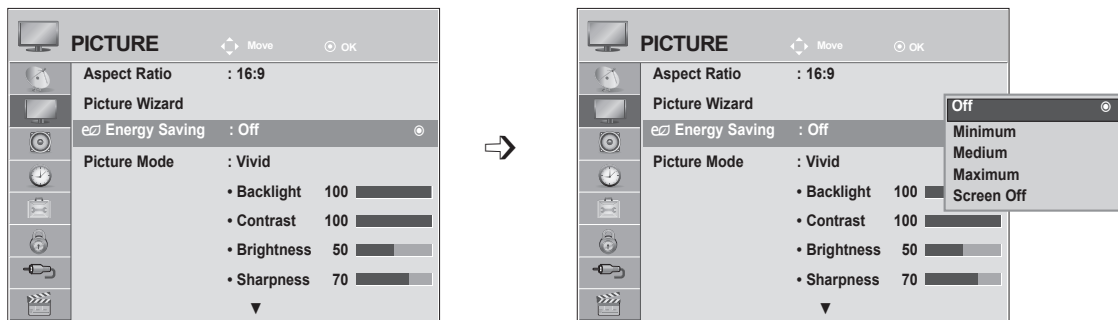 PICTURE Move OK
Aspect Ratio : 16:9
Picture Wizard
Energy Saving : Off
Picture Mode : Vivid
• Backlight 100
• Contrast 100
• Brightness 50
• Sharpness 70
PICTURE Move OK
Aspect Ratio : 16:9
Picture Wizard
Energy Saving : Off
Picture Mode : Vivid
• Backlight 100
• Contrast 100
• Brightness 50
• Sharpness 70
Off
Minimum
Medium
Maximum
Screen Off